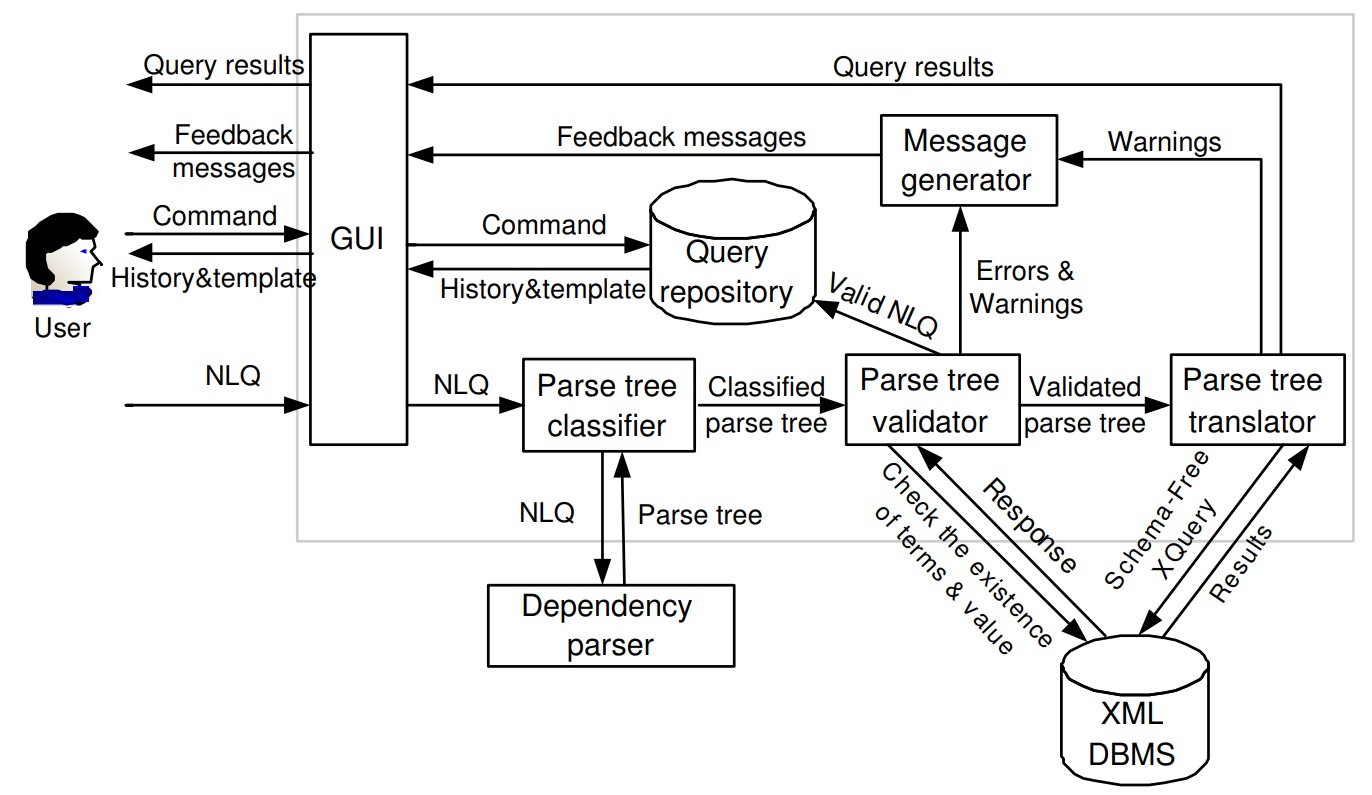 Query results
Query results
Feedback
messages
Feedback messages
Message
generator
Warnings
Command
History&template
User
GUI
Command
History&template
Query
repository
Valid NLQ
Errors &
Warnings
NLQ
NLQ
Parse tree
classifier
Classified
parse tree
Parse tree
validator
Validated
parse tree
Parse tree
translator
NLQ
Parse tree
Dependency
parser
Check the existence
of terms & value
Response
Schema-Free
XQuery
Results
XML
DBMS